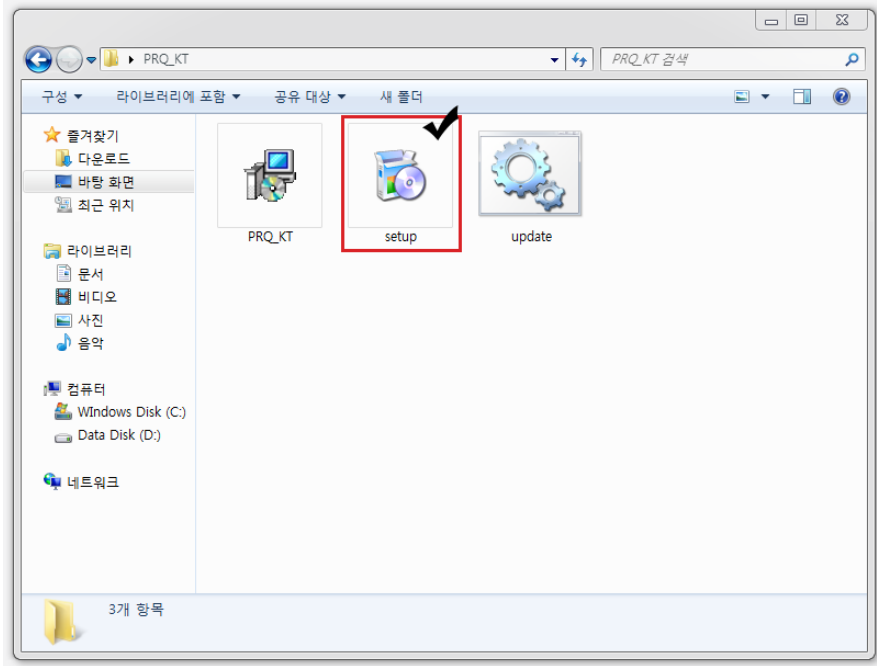 PRQ_KT
PRQ_KT 검색
구성
라이브러리에 포함
공유 대상
새 폴더
즐겨찾기
다운로드
바탕 화면
최근 위치
라이브러리
문서
비디오
사진
음악
컴퓨터
WIndows Disk (C:)
Data Disk (D:)
네트워크
PRQ_KT
setup
update
3개 항목